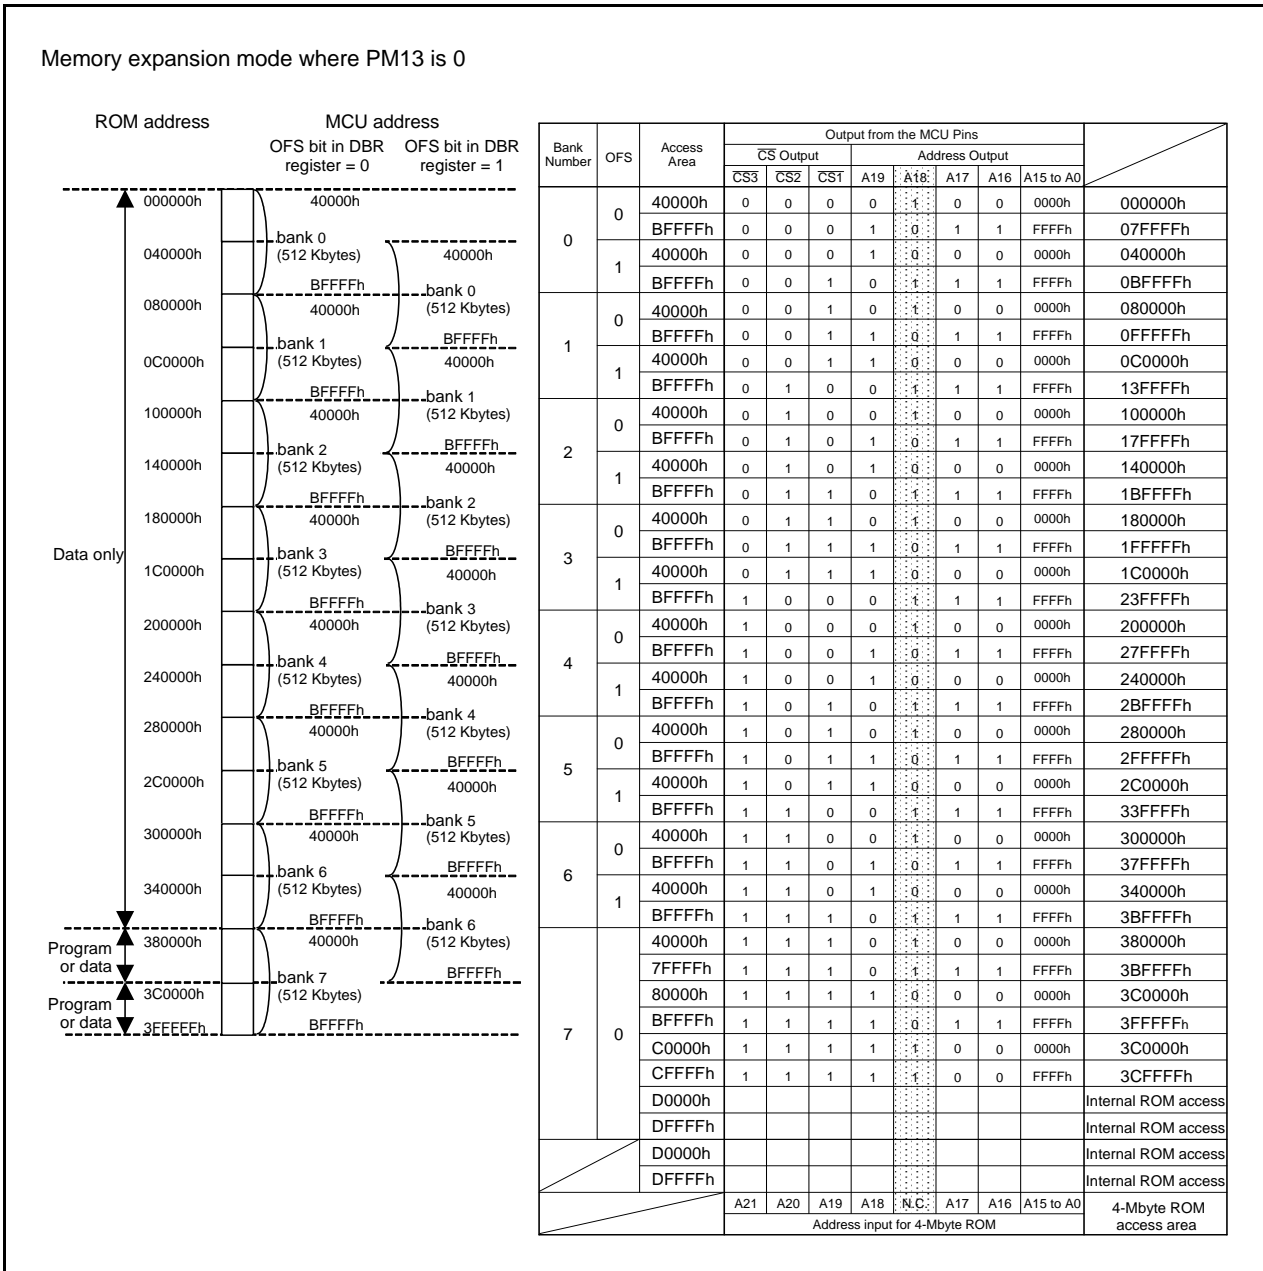 Memory expansion mode where PM13 is 0
ROM address
MCU address
OFS bit in DBR register = 0
OFS bit in DBR register = 1
000000h 40000h
bank 0
040000h (512 Kbytes) 40000h
BFFFFh bank 0
080000h 40000h (512 Kbytes)
bank 1 BFFFFh
0C0000h (512 Kbytes) 40000h
BFFFFh bank 1
100000h 40000h (512 Kbytes)
bank 2 BFFFFh
140000h (512 Kbytes) 40000h
BFFFFh bank 2
180000h 40000h (512 Kbytes)
Data only bank 3 BFFFFh
1C0000h (512 Kbytes) 40000h
BFFFFh bank 3
200000h 40000h (512 Kbytes)
bank 4 BFFFFh
240000h (512 Kbytes) 40000h
BFFFFh bank 4
280000h 40000h (512 Kbytes)
bank 5 BFFFFh
2C0000h (512 Kbytes) 40000h
BFFFFh bank 5
300000h 40000h (512 Kbytes)
bank 6 BFFFFh
340000h (512 Kbytes) 40000h
BFFFFh bank 6
Program or data 380000h 40000h (512 Kbytes)
bank 7 BFFFFh
Program or data 3C0000h (512 Kbytes)
3FFFFFh BFFFFh
Bank Number OFS Access Area Output from the MCU Pins
CS Output Address Output
CS3 CS2 CS1 A19 A18 A17 A16 A15 to A0
0 0 40000h 0 0 0 0 1 0 0 0000h 000000h
BFFFFh 0 0 0 1 0 1 1 FFFFh 07FFFFh
1 40000h 0 0 0 1 0 0 0 0000h 040000h
BFFFFh 0 0 1 0 1 1 1 FFFFh 0BFFFFh
1 0 40000h 0 0 1 0 1 0 0 0000h 080000h
BFFFFh 0 0 1 1 0 1 1 FFFFh 0FFFFFh
1 40000h 0 0 1 1 0 0 0 0000h 0C0000h
BFFFFh 0 1 0 0 1 1 1 FFFFh 13FFFFh
2 0 40000h 0 1 0 0 1 0 0 0000h 100000h
BFFFFh 0 1 0 1 0 1 1 FFFFh 17FFFFh
1 40000h 0 1 0 1 0 0 0 0000h 140000h
BFFFFh 0 1 1 0 1 1 1 FFFFh 1BFFFFh
3 0 40000h 0 1 1 0 1 0 0 0000h 180000h
BFFFFh 0 1 1 1 0 1 1 FFFFh 1FFFFFh
1 40000h 0 1 1 1 0 0 0 0000h 1C0000h
BFFFFh 1 0 0 0 1 1 1 FFFFh 23FFFFh
4 0 40000h 1 0 0 0 1 0 0 0000h 200000h
BFFFFh 1 0 0 1 0 1 1 FFFFh 27FFFFh
1 40000h 1 0 0 1 0 0 0 0000h 240000h
BFFFFh 1 0 1 0 1 1 1 FFFFh 2BFFFFh
5 0 40000h 1 0 1 0 1 0 0 0000h 280000h
BFFFFh 1 0 1 1 0 1 1 FFFFh 2FFFFFh
1 40000h 1 0 1 1 0 0 0 0000h 2C0000h
BFFFFh 1 1 0 0 1 1 1 FFFFh 33FFFFh
6 0 40000h 1 1 0 0 1 0 0 0000h 300000h
BFFFFh 1 1 0 1 0 1 1 FFFFh 37FFFFh
1 40000h 1 1 0 1 0 0 0 0000h 340000h
BFFFFh 1 1 1 0 1 1 1 FFFFh 3BFFFFh
7 0 40000h 1 1 1 0 1 0 0 0000h 380000h
7FFFFh 1 1 1 0 1 1 1 FFFFh 3BFFFFh
80000h 1 1 1 1 0 0 0 0000h 3C0000h
BFFFFh 1 1 1 1 0 1 1 FFFFh 3FFFFFh
C0000h 1 1 1 1 1 0 0 0000h 3C0000h
CFFFFh 1 1 1 1 1 0 0 FFFFh 3CFFFFh
D0000h Internal ROM access
DFFFFh Internal ROM access
D0000h Internal ROM access
DFFFFh Internal ROM access
A21 A20 A19 A18 N.C. A17 A16 A15 to A0 4-Mbyte ROM access area
Address input for 4-Mbyte ROM